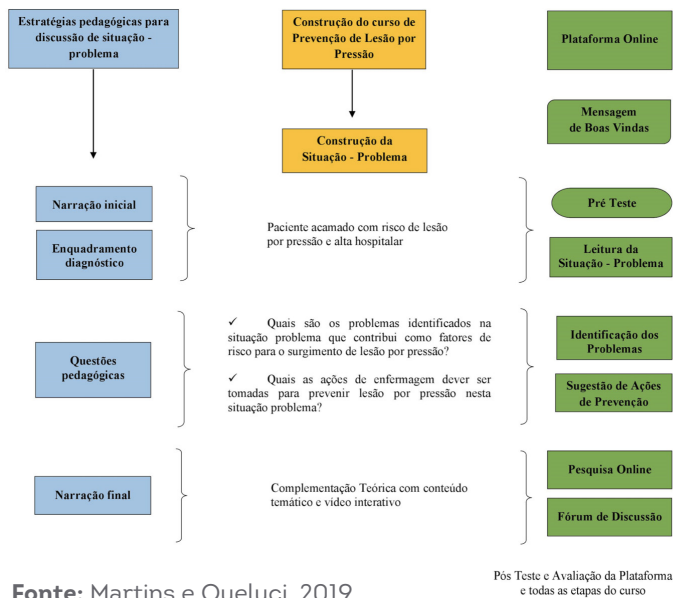 Estratégias pedagógicas para
discussão de situação -
problema
Construção do curso de
Prevenção de Lesão por
Pressão
Plataforma Online
Mensagem
de Boas Vindas
Construção da
Situação - Problema
Narração inicial
Enquadramento
diagnóstico
Paciente acamado com risco de lesão
por pressão e alta hospitalar
Pré Teste
Leitura da
Situação - Problema
Questões
pedagógicas
✓ Quais são os problemas identificados na
situação problema que contribui como fatores de
risco para o surgimento de lesão por pressão?
✓ Quais as ações de enfermagem dever ser
tomadas para prevenir lesão por pressão nesta
situação problema?
Identificação dos
Problemas
Sugestão de Ações
de Prevenção
Narração final
Complementação Teórica com conteúdo
temático e vídeo interativo
Pesquisa Online
Fórum de Discussão
Pós Teste e Avaliação da Plataforma
e todas as etapas do curso
Fonte: Martins e Queluci, 2019